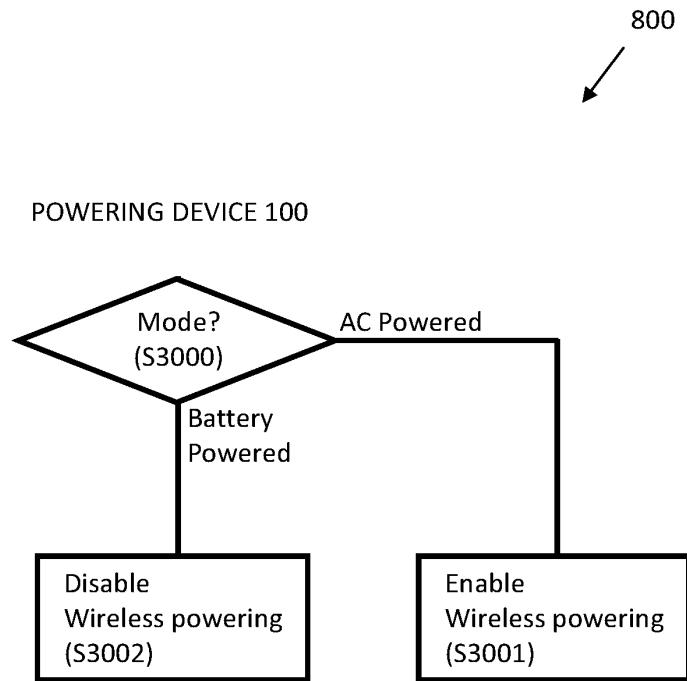 800
POWERING DEVICE 100
Mode?
(S3000)
AC Powered
Battery
Powered
Disable
Wireless powering
(S3002)
Enable
Wireless powering
(S3001)